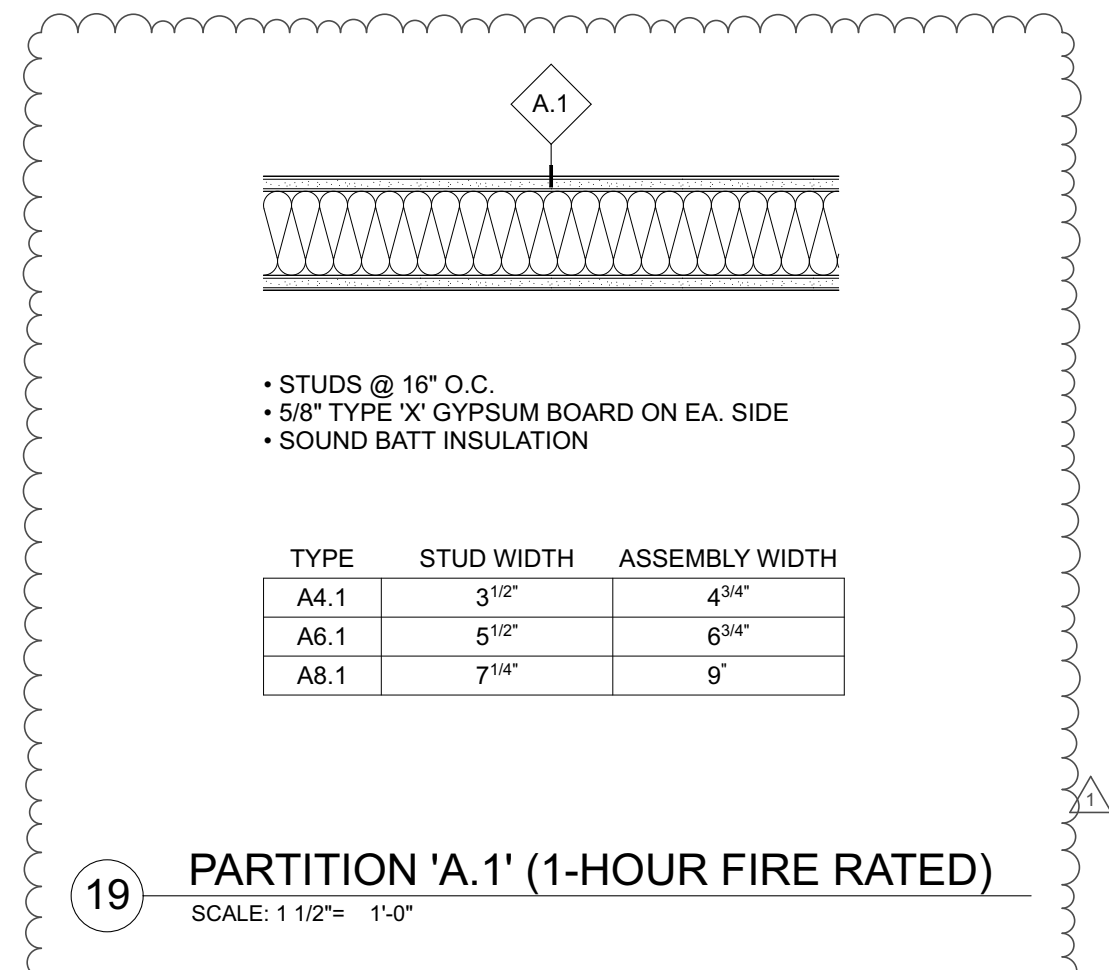 A.1
• STUDS @ 16" O.C.
• 5/8" TYPE 'X' GYPSUM BOARD ON EA. SIDE
• SOUND BATT INSULATION
TYPE STUD WIDTH ASSEMBLY WIDTH
A4.1 3 1/2" 4 3/4"
A6.1 5 1/2" 6 3/4"
A8.1 7 1/4" 9"
1
19 PARTITION 'A.1' (1-HOUR FIRE RATED)
SCALE: 1 1/2"= 1'-0"